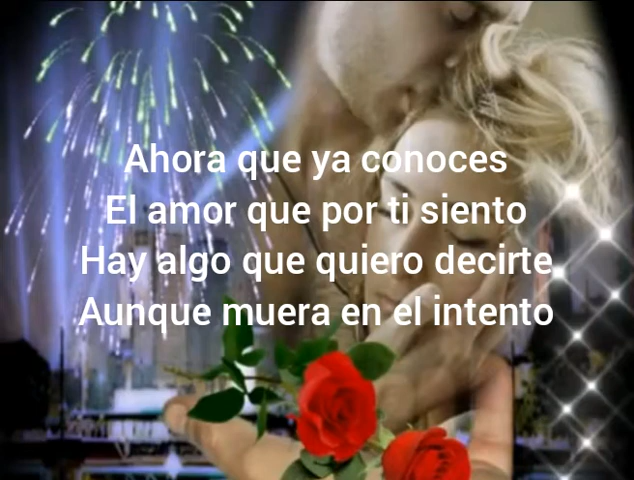 Ahora que ya conoces
El amor que por ti siento
Hay algo que quiero decirte
Aunque muera en el intento